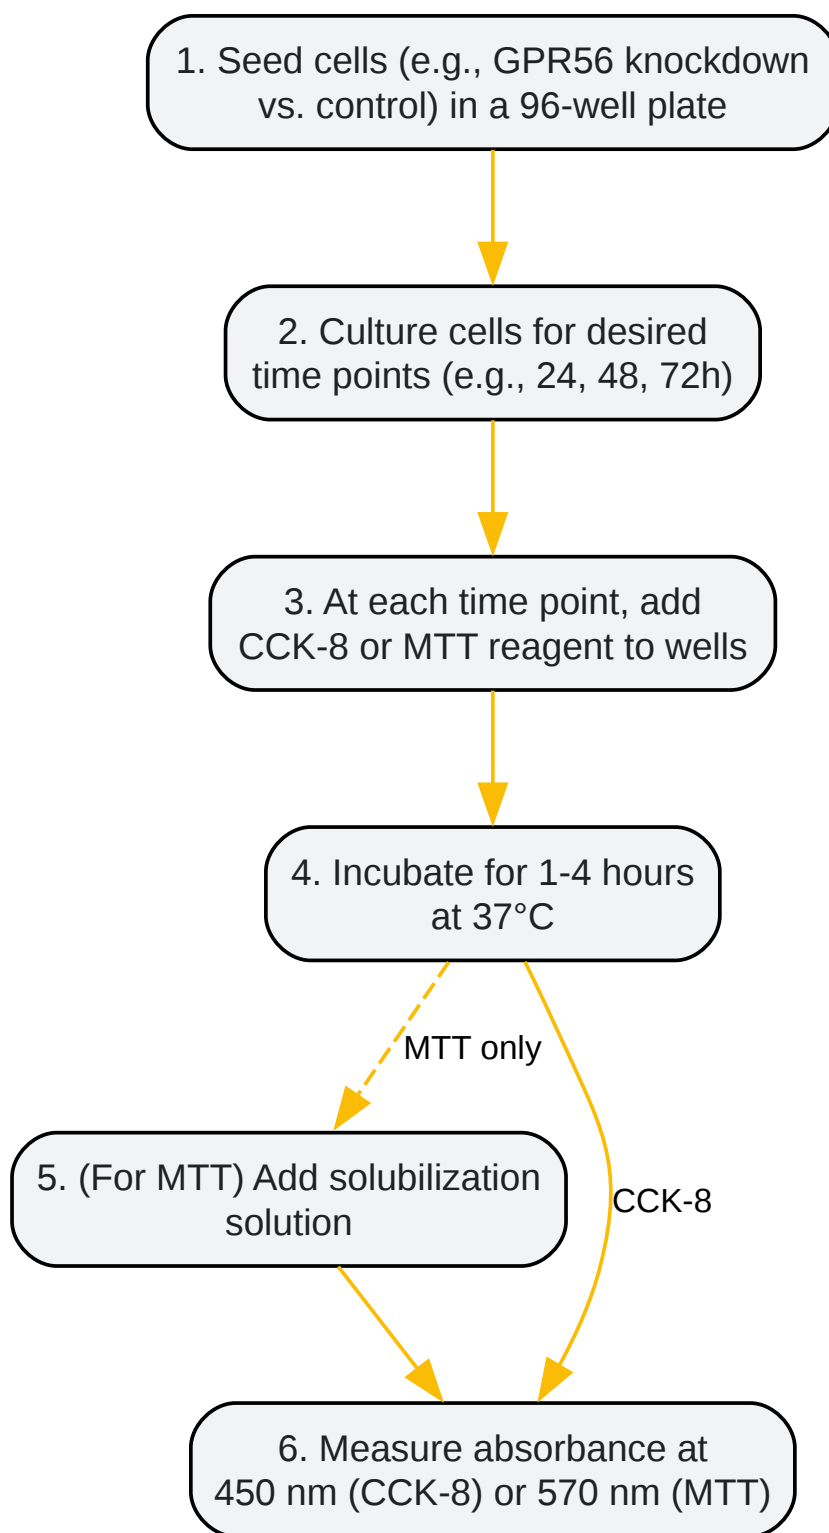 1. Seed cells (e.g., GPR56 knockdown
vs. control) in a 96-well plate
2. Culture cells for desired
time points (e.g., 24, 48, 72h)
3. At each time point, add
CCK-8 or MTT reagent to wells
4. Incubate for 1-4 hours
at 37°C
MTT only
5. (For MTT) Add solubilization
solution
CCK-8
6. Measure absorbance at
450 nm (CCK-8) or 570 nm (MTT)